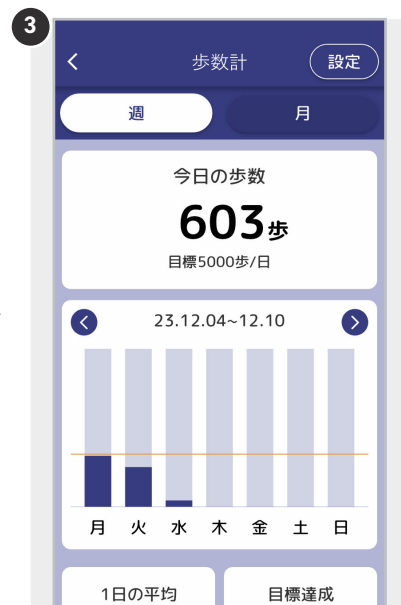 3
歩数計
設定
週
月
今日の歩数
603歩
目標5000歩/日
23.12.04~12.10
月 火 水 木 金 土 日
1日の平均
目標達成